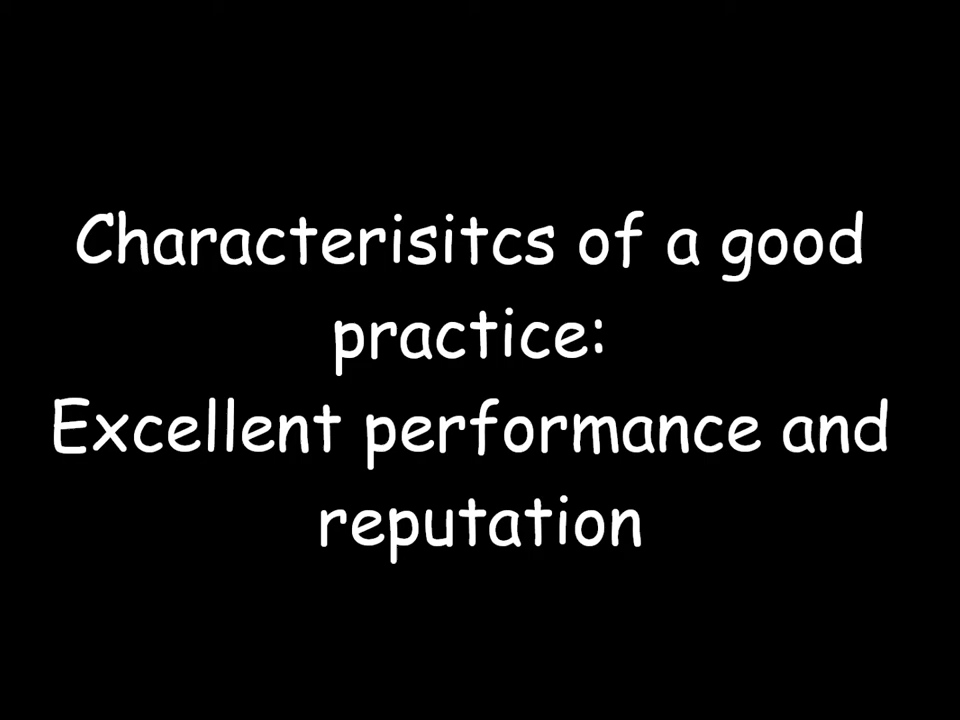 Characterisitcs of a good
practice:
Excellent performance and
reputation